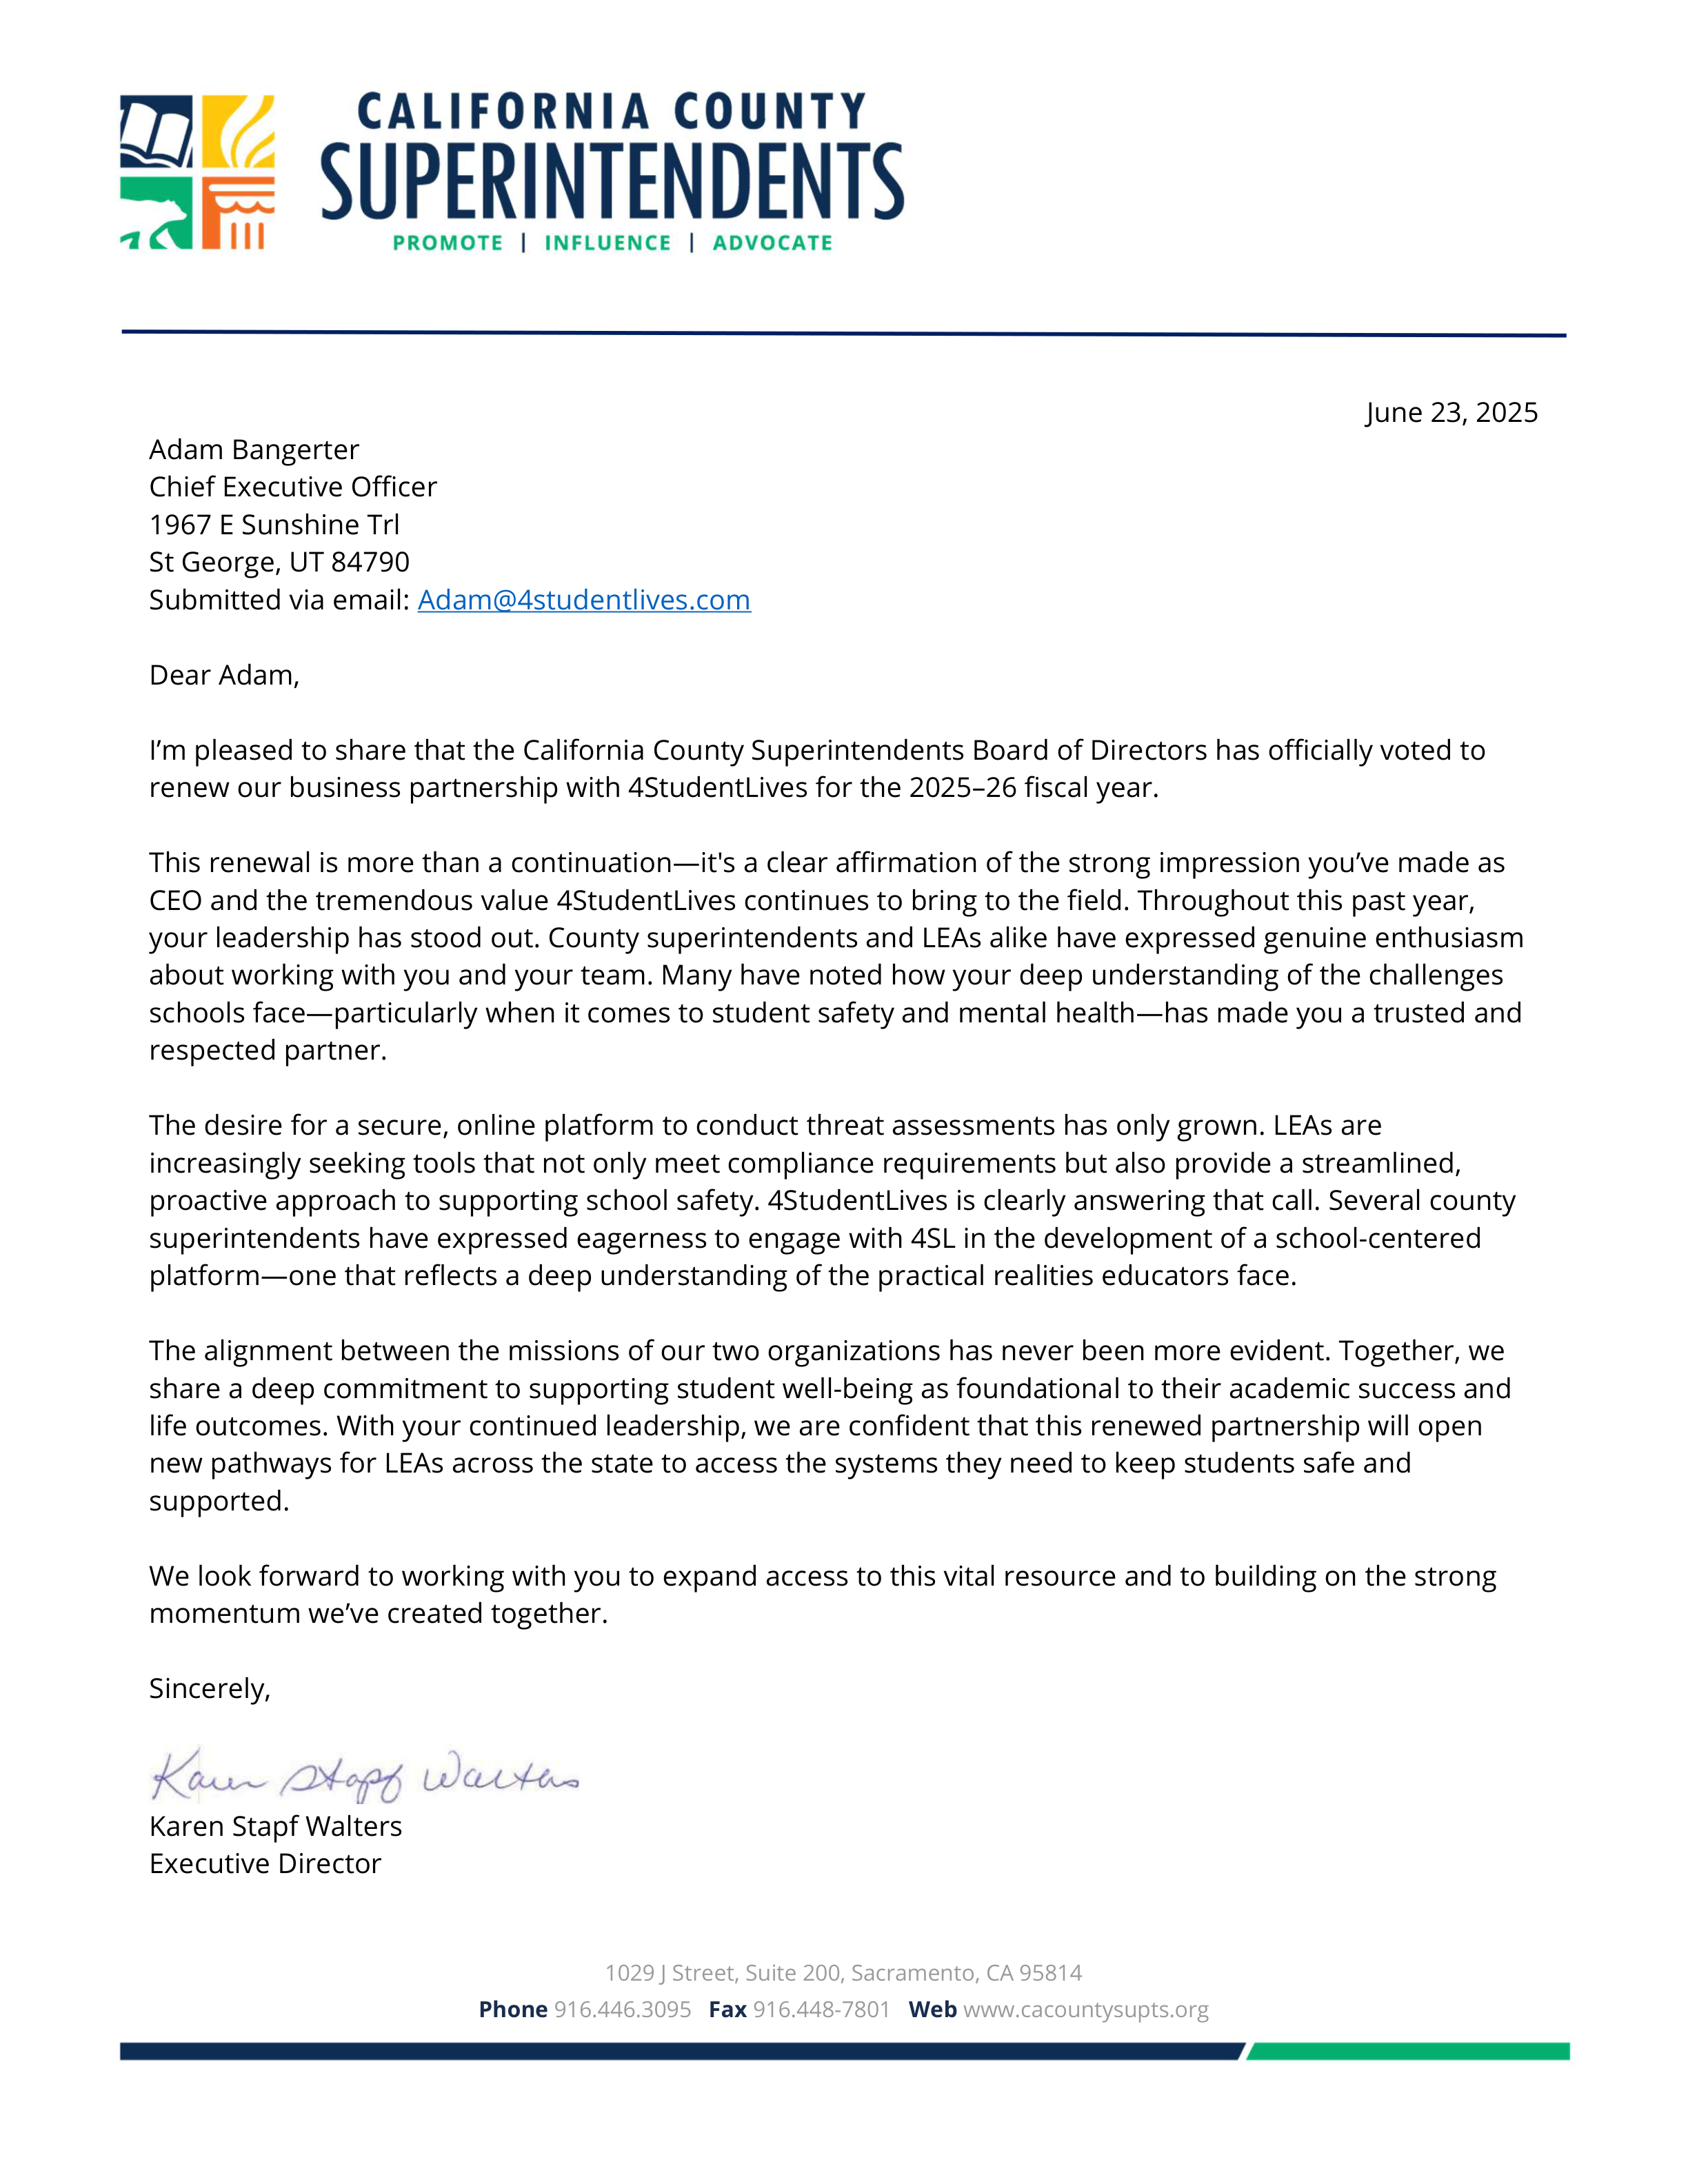 CALIFORNIA COUNTY
SUPERINTENDENTS
PROMOTE | INFLUENCE | ADVOCATE
June 23, 2025
Adam Bangerter
Chief Executive Officer
1967 E Sunshine Trl
St George, UT 84790
Submitted via email: Adam@4studentlives.com
Dear Adam,
I’m pleased to share that the California County Superintendents Board of Directors has officially voted to
renew our business partnership with 4StudentLives for the 2025–26 fiscal year.
This renewal is more than a continuation—it's a clear affirmation of the strong impression you’ve made as
CEO and the tremendous value 4StudentLives continues to bring to the field. Throughout this past year,
your leadership has stood out. County superintendents and LEAs alike have expressed genuine enthusiasm
about working with you and your team. Many have noted how your deep understanding of the challenges
schools face—particularly when it comes to student safety and mental health—has made you a trusted and
respected partner.
The desire for a secure, online platform to conduct threat assessments has only grown. LEAs are
increasingly seeking tools that not only meet compliance requirements but also provide a streamlined,
proactive approach to supporting school safety. 4StudentLives is clearly answering that call. Several county
superintendents have expressed eagerness to engage with 4SL in the development of a school-centered
platform—one that reflects a deep understanding of the practical realities educators face.
The alignment between the missions of our two organizations has never been more evident. Together, we
share a deep commitment to supporting student well-being as foundational to their academic success and
life outcomes. With your continued leadership, we are confident that this renewed partnership will open
new pathways for LEAs across the state to access the systems they need to keep students safe and
supported.
We look forward to working with you to expand access to this vital resource and to building on the strong
momentum we’ve created together.
Sincerely,
Karen Stapf Walters
Karen Stapf Walters
Executive Director
1029 J Street, Suite 200, Sacramento, CA 95814
Phone 916.446.3095 Fax 916.448-7801 Web www.cacountysupts.org